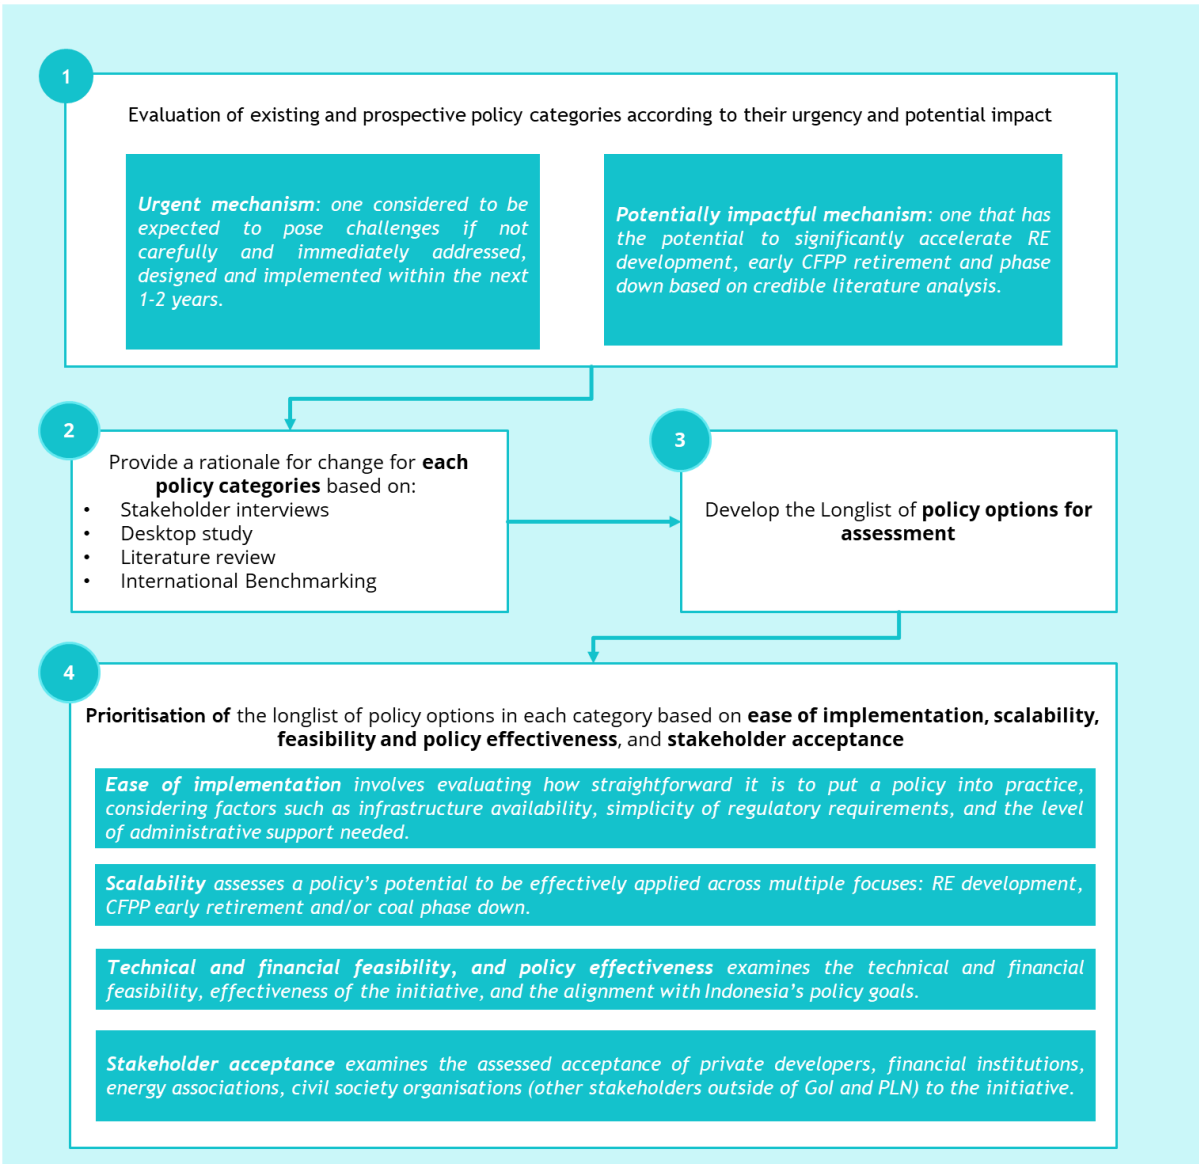 1
Evaluation of existing and prospective policy categories according to their urgency and potential impact
Urgent mechanism: one considered to be
expected to pose challenges if not
carefully and immediately addressed,
designed and implemented within the next
1-2 years.
Potentially impactful mechanism: one that has
the potential to significantly accelerate RE
development, early CFPP retirement and phase
down based on credible literature analysis.
2
Provide a rationale for change for each
policy categories based on:
• Stakeholder interviews
• Desktop study
• Literature review
• International Benchmarking
3
Develop the Longlist of policy options for
assessment
4
Prioritisation of the longlist of policy options in each category based on ease of implementation, scalability,
feasibility and policy effectiveness, and stakeholder acceptance
Ease of implementation involves evaluating how straightforward it is to put a policy into practice,
considering factors such as infrastructure availability, simplicity of regulatory requirements, and the level
of administrative support needed.
Scalability assesses a policy’s potential to be effectively applied across multiple focuses: RE development,
CFPP early retirement and/or coal phase down.
Technical and financial feasibility, and policy effectiveness examines the technical and financial
feasibility, effectiveness of the initiative, and the alignment with Indonesia’s policy goals.
Stakeholder acceptance examines the assessed acceptance of private developers, financial institutions,
energy associations, civil society organisations (other stakeholders outside of GoI and PLN) to the initiative.